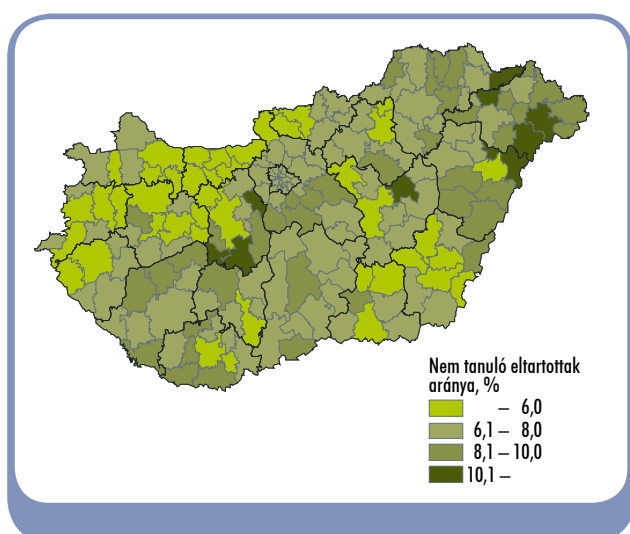 Nem tanuló eltartottak
aránya, %
– 6,0
6,1 – 8,0
8,1 – 10,0
10,1 –